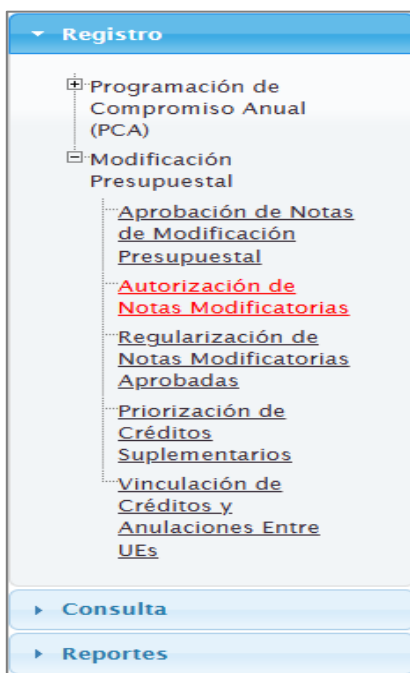 Registro
Programación de
Compromiso Anual
(PCA)
Modificación
Presupuestal
Aprobación de Notas
de Modificación
Presupuestal
Autorización de
Notas Modificatorias
Regularización de
Notas Modificatorias
Aprobadas
Priorización de
Créditos
Suplementarios
Vinculación de
Créditos y
Anulaciones Entre
UEs
Consulta
Reportes